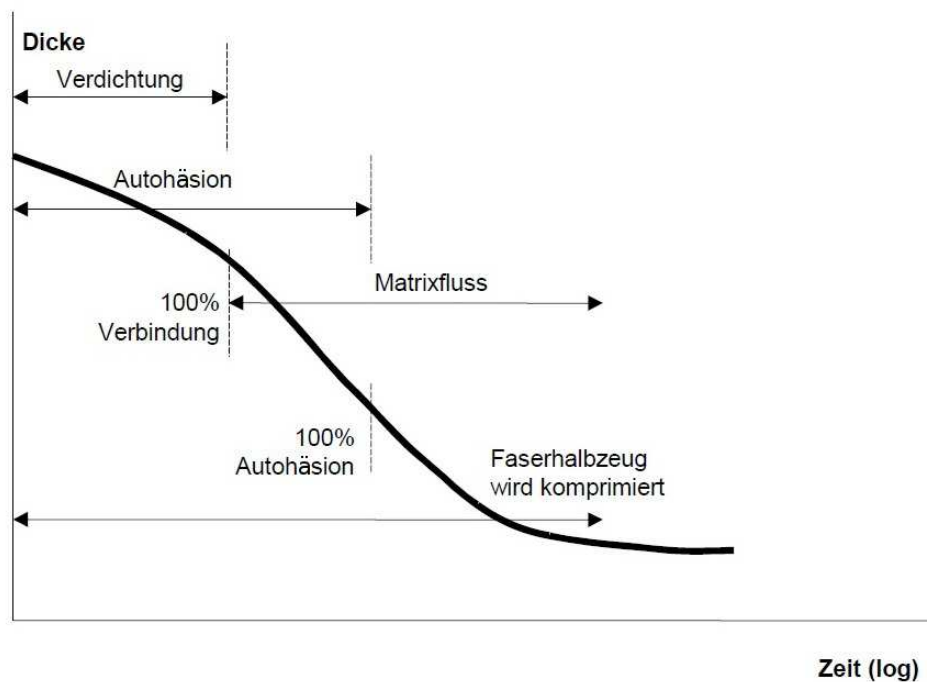 Dicke
Verdichtung
Autohäsion
Matrixfluss
100%
Verbindung
100%
Autohäsion
Faserhalbzeug
wird komprimiert
Zeit (log)